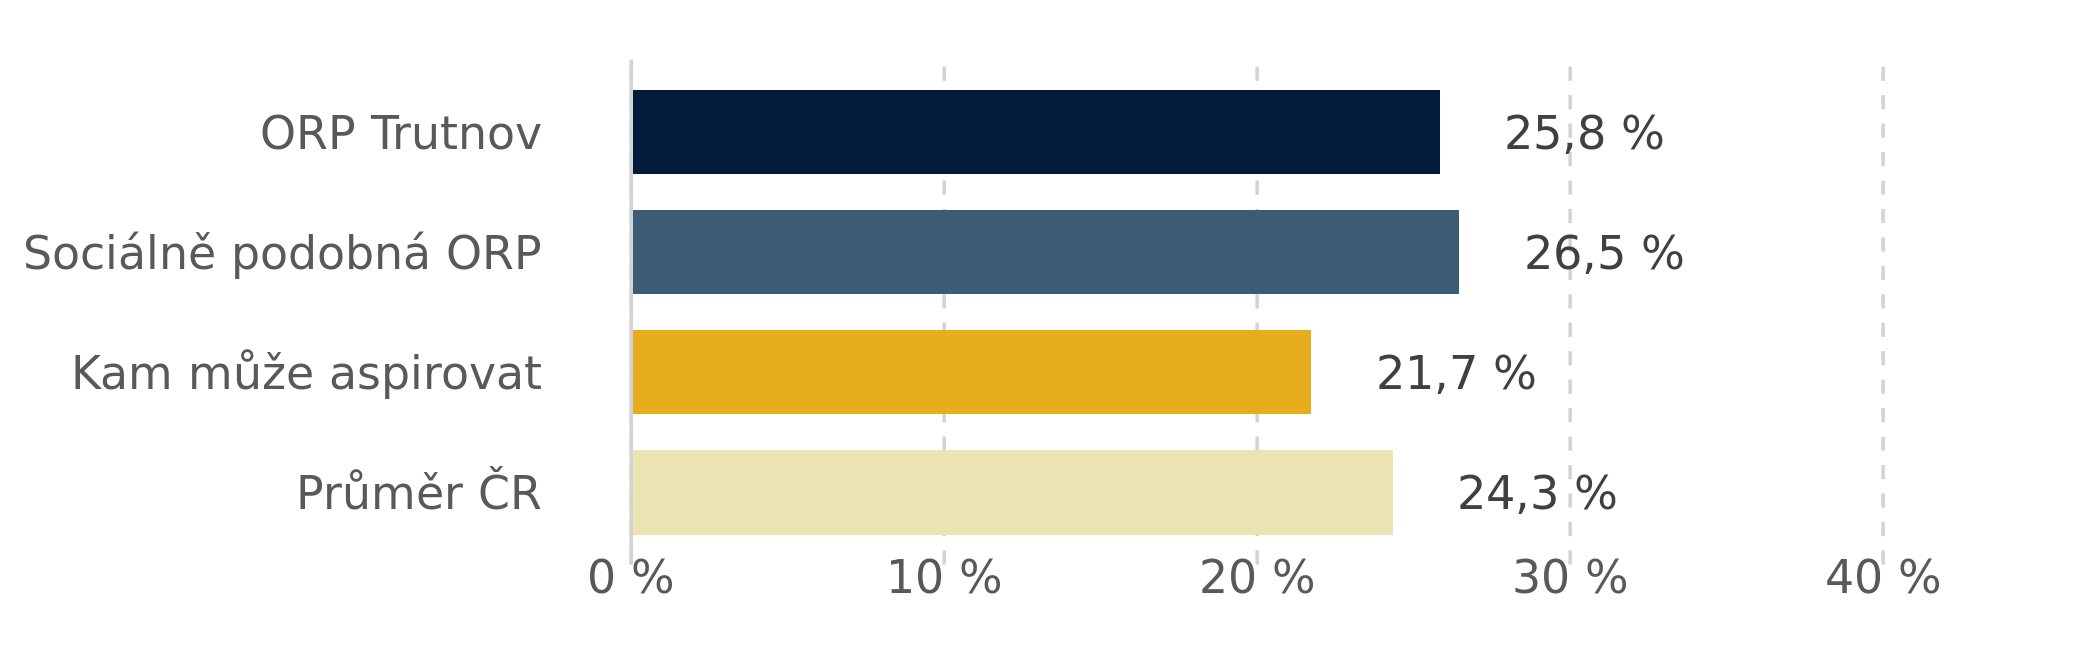 ORP Trutnov 25,8 %
Sociálně podobná ORP 26,5 %
Kam může aspirovat 21,7 %
Průměr ČR 24,3 %
0 % 10 % 20 % 30 % 40 %